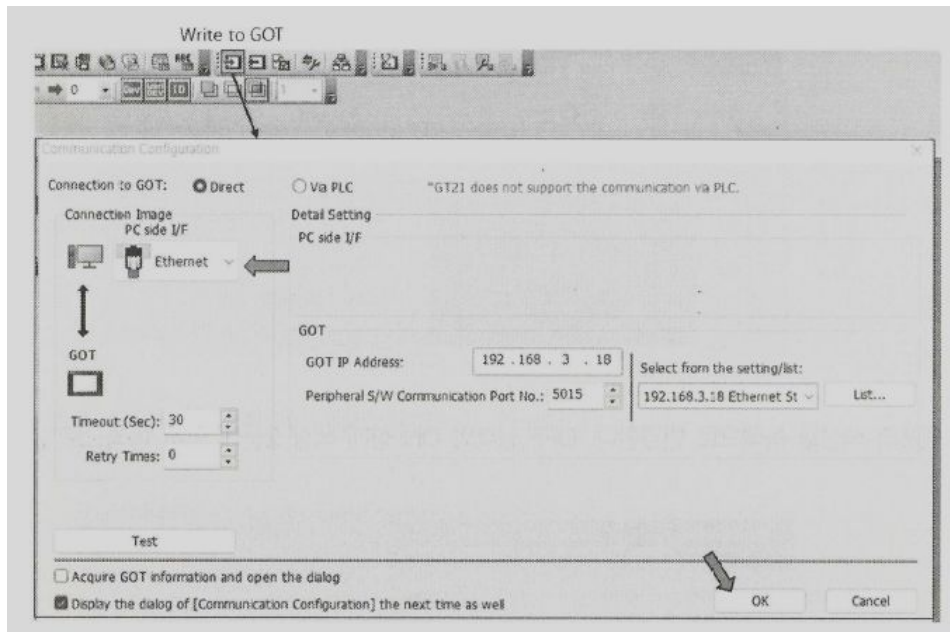 Write to GOT
0
1
Communication Configuration
Connection to GOT: Direct Via PLC *GT21 does not support the communication via PLC.
Connection Image
PC side I/F
Ethernet
Detail Setting
PC side I/F
GOT
GOT
GOT IP Address: 192 . 168 . 3 . 18
Peripheral S/W Communication Port No.: 5015
Select from the setting/list:
192.168.3.18 Ethernet St
List...
Timeout (Sec): 30
Retry Times: 0
Test
Acquire GOT information and open the dialog
Display the dialog of [Communication Configuration] the next time as well
OK
Cancel